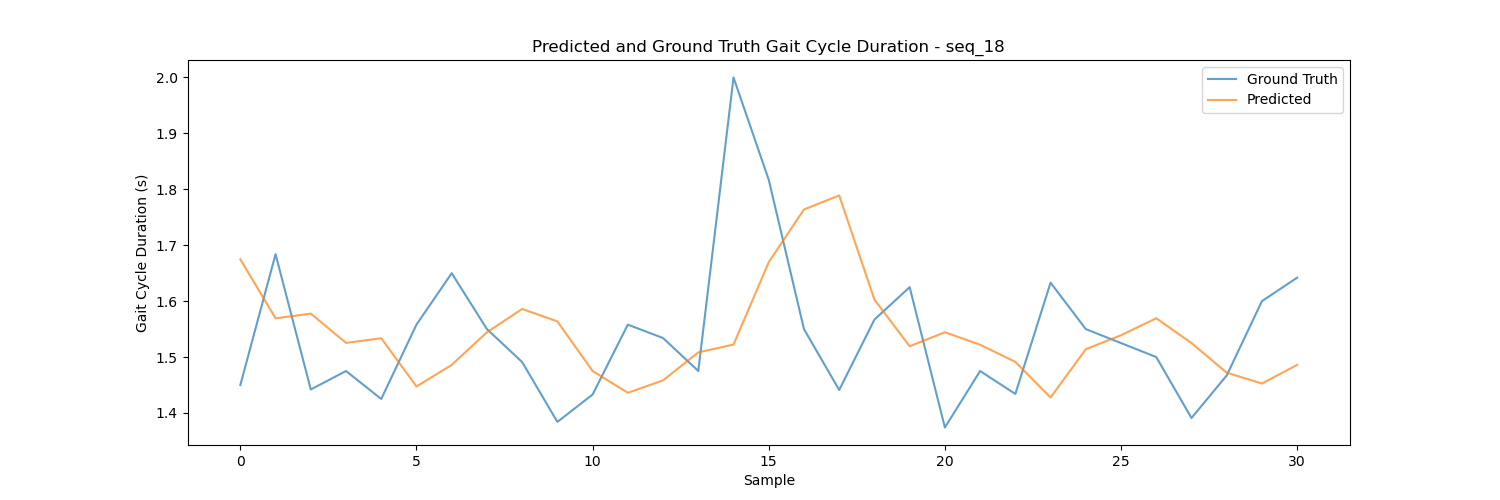 Predicted and Ground Truth Gait Cycle Duration - seq_18
Ground Truth
Predicted
Gait Cycle Duration (s)
2.0
1.9
1.8
1.7
1.6
1.5
1.4
0 5 10 15 20 25 30
Sample